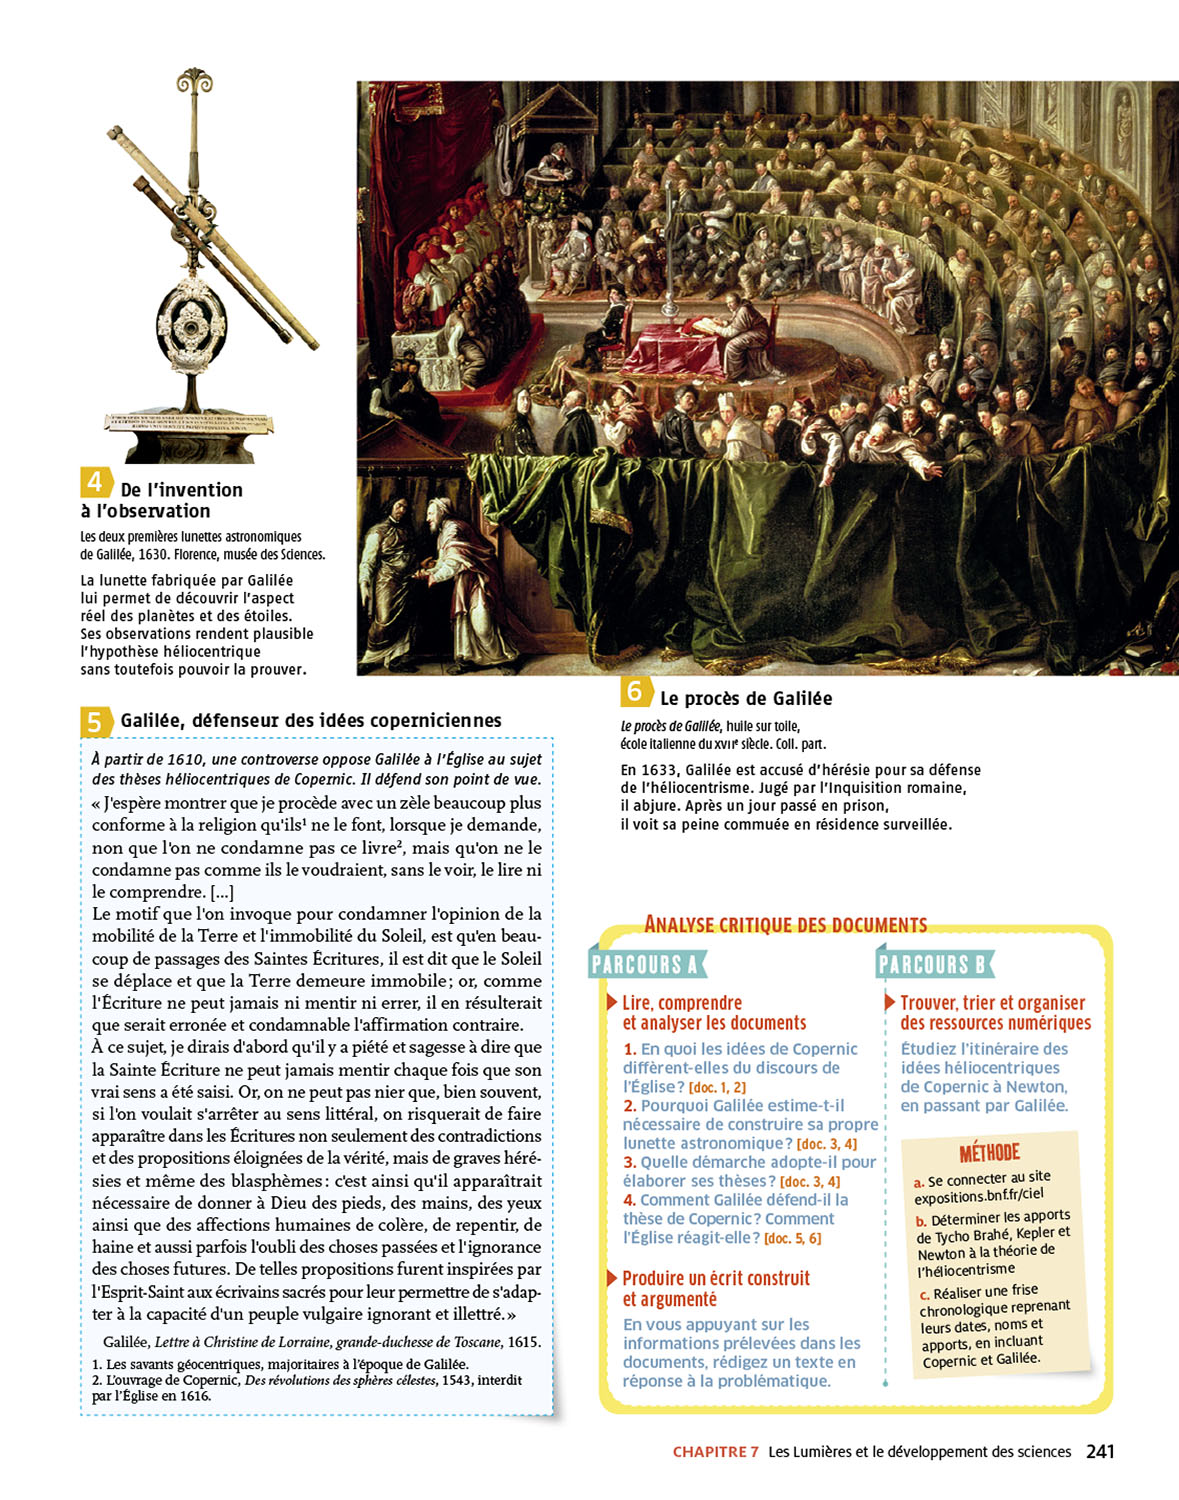 4 De l'invention
à l'observation
Les deux premières lunettes astronomiques
de Galilée, 1630. Florence, musée des Sciences.
La lunette fabriquée par Galilée
lui permet de découvrir l'aspect
réel des planètes et des étoiles.
Ses observations rendent plausible
l'hypothèse héliocentrique
sans toutefois pouvoir la prouver.
5 Galilée, défenseur des idées coperniciennes
À partir de 1610, une controverse oppose Galilée à l'Église au sujet
des thèses héliocentriques de Copernic. Il défend son point de vue.
« J'espère montrer que je procède avec un zèle beaucoup plus
conforme à la religion qu'ils¹ ne le font, lorsque je demande,
non que l'on ne condamne pas ce livre², mais qu'on ne le
condamne pas comme ils le voudraient, sans le voir, le lire ni
le comprendre. [...]
Le motif que l'on invoque pour condamner l'opinion de la
mobilité de la Terre et l'immobilité du Soleil, est qu'en beau-
coup de passages des Saintes Écritures, il est dit que le Soleil
se déplace et que la Terre demeure immobile ; or, comme
l'Écriture ne peut jamais ni mentir ni errer, il en résulterait
que serait erronée et condamnable l'affirmation contraire.
À ce sujet, je dirais d'abord qu'il y a piété et sagesse à dire que
la Sainte Écriture ne peut jamais mentir chaque fois que son
vrai sens a été saisi. Or, on ne peut pas nier que, bien souvent,
si l'on voulait s'arrêter au sens littéral, on risquerait de faire
apparaître dans les Écritures non seulement des contradictions
et des propositions éloignées de la vérité, mais de graves héré-
sies et même des blasphèmes : c'est ainsi qu'il apparaîtrait
nécessaire de donner à Dieu des pieds, des mains, des yeux
ainsi que des affections humaines de colère, de repentir, de
haine et aussi parfois l'oubli des choses passées et l'ignorance
des choses futures. De telles propositions furent inspirées par
l'Esprit-Saint aux écrivains sacrés pour leur permettre de s'adap-
ter à la capacité d'un peuple vulgaire ignorant et illettré. »
Galilée, Lettre à Christine de Lorraine, grande-duchesse de Toscane, 1615.
1. Les savants géocentriques, majoritaires à l'époque de Galilée.
2. L'ouvrage de Copernic, Des révolutions des sphères célestes, 1543, interdit
par l'Église en 1616.
6 Le procès de Galilée
Le procès de Galilée, huile sur toile,
école italienne du XVIIe siècle. Coll. part.
En 1633, Galilée est accusé d'hérésie pour sa défense
de l'héliocentrisme. Jugé par l'Inquisition romaine,
il abjure. Après un jour passé en prison,
il voit sa peine commuée en résidence surveillée.
ANALYSE CRITIQUE DES DOCUMENTS
PARCOURS A
Lire, comprendre
et analyser les documents
1. En quoi les idées de Copernic
diffèrent-elles du discours de
l'Église ? [doc. 1, 2]
2. Pourquoi Galilée estime-t-il
nécessaire de construire sa propre
lunette astronomique ? [doc. 3, 4]
3. Quelle démarche adopte-il pour
élaborer ses thèses ? [doc. 3, 4]
4. Comment Galilée défend-il la
thèse de Copernic ? Comment
l'Église réagit-elle ? [doc. 5, 6]
Produire un écrit construit
et argumenté
En vous appuyant sur les
informations prélevées dans les
documents, rédigez un texte en
réponse à la problématique.
PARCOURS B
Trouver, trier et organiser
des ressources numériques
Étudiez l'itinéraire des
idées héliocentriques
de Copernic à Newton,
en passant par Galilée.
MÉTHODE
a. Se connecter au site
expositions.bnf.fr/ciel
b. Déterminer les apports
de Tycho Brahé, Kepler et
Newton à la théorie de
l'héliocentrisme
c. Réaliser une frise
chronologique reprenant
leurs dates, noms et
apports, en incluant
Copernic et Galilée.
CHAPITRE 7 Les Lumières et le développement des sciences 241